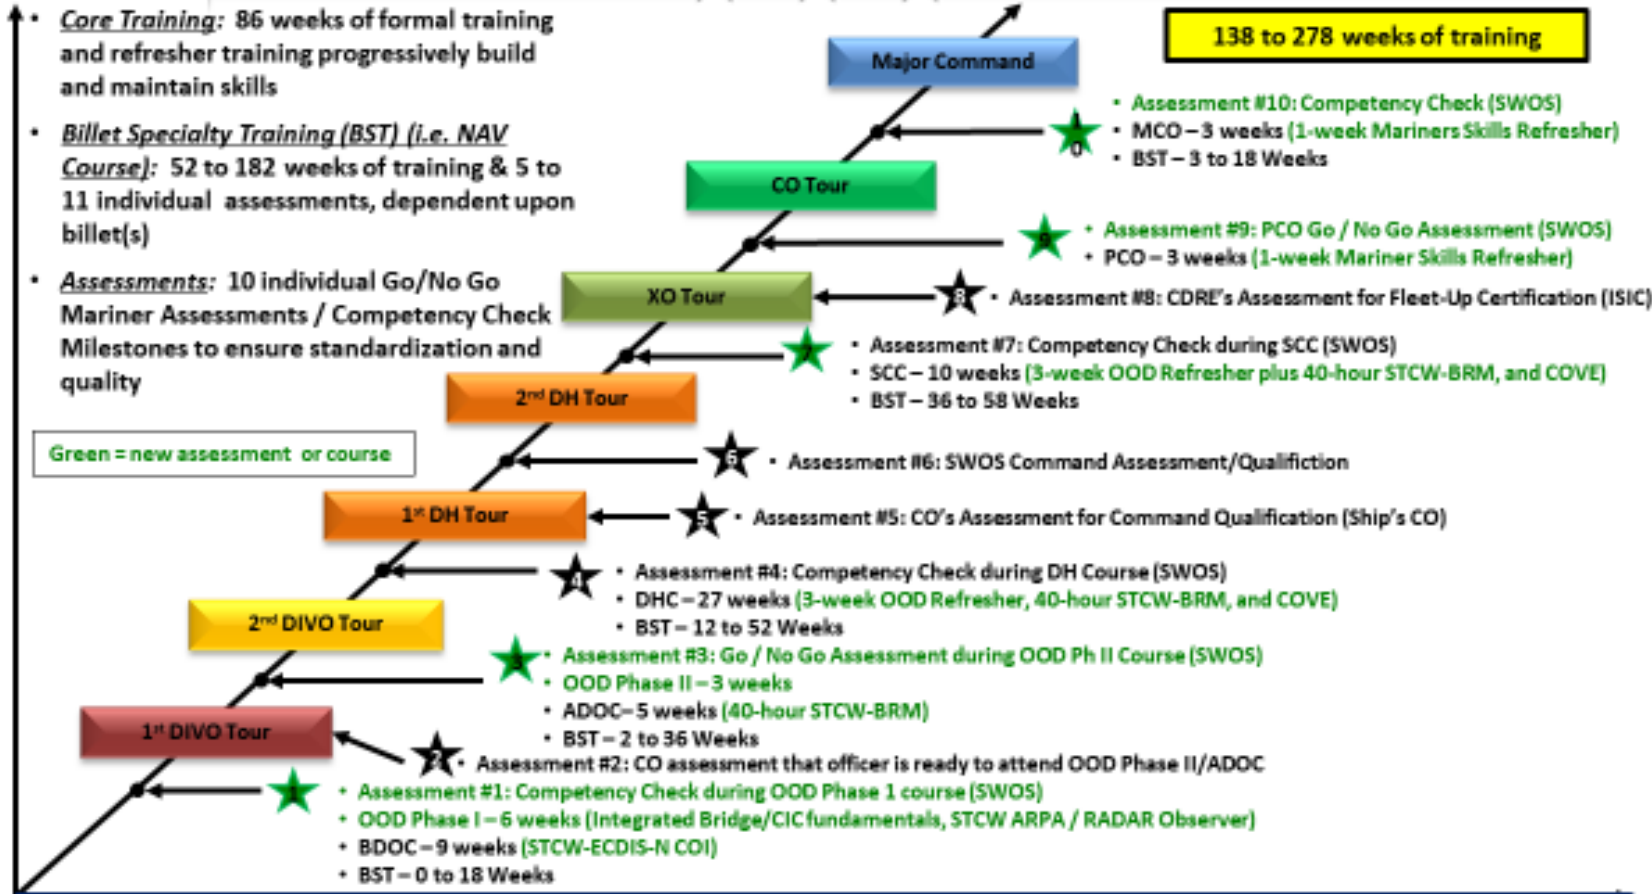 • Core Training: 86 weeks of formal training
and refresher training progressively build
and maintain skills
• Billet Specialty Training (BST) (i.e. NAV
Course): 52 to 182 weeks of training & 5 to
11 individual assessments, dependent upon
billet(s)
• Assessments: 10 individual Go/No Go
Mariner Assessments / Competency Check
Milestones to ensure standardization and
quality
Green = new assessment or course
138 to 278 weeks of training
Major Command
10
• Assessment #10: Competency Check (SWOS)
• MCO – 3 weeks (1-week Mariners Skills Refresher)
• BST – 3 to 18 Weeks
CO Tour
9
• Assessment #9: PCO Go / No Go Assessment (SWOS)
• PCO – 3 weeks (1-week Mariner Skills Refresher)
XO Tour
8
• Assessment #8: CDRE's Assessment for Fleet-Up Certification (ISIC)
7
• Assessment #7: Competency Check during SCC (SWOS)
• SCC – 10 weeks (3-week OOD Refresher plus 40-hour STCW-BRM, and COVE)
• BST – 36 to 58 Weeks
2nd DH Tour
6
• Assessment #6: SWOS Command Assessment/Qualifiction
1st DH Tour
5
• Assessment #5: CO's Assessment for Command Qualification (Ship's CO)
4
• Assessment #4: Competency Check during DH Course (SWOS)
• DHC – 27 weeks (3-week OOD Refresher, 40-hour STCW-BRM, and COVE)
• BST – 12 to 52 Weeks
2nd DIVO Tour
3
• Assessment #3: Go / No Go Assessment during OOD Ph II Course (SWOS)
• OOD Phase II – 3 weeks
• ADOC– 5 weeks (40-hour STCW-BRM)
• BST – 2 to 36 Weeks
1st DIVO Tour
2
• Assessment #2: CO assessment that officer is ready to attend OOD Phase II/ADOC
1
• Assessment #1: Competency Check during OOD Phase 1 course (SWOS)
• OOD Phase I – 6 weeks (Integrated Bridge/CIC fundamentals, STCW ARPA / RADAR Observer)
• BDOC – 9 weeks (STCW-ECDIS-N COI)
• BST – 0 to 18 Weeks